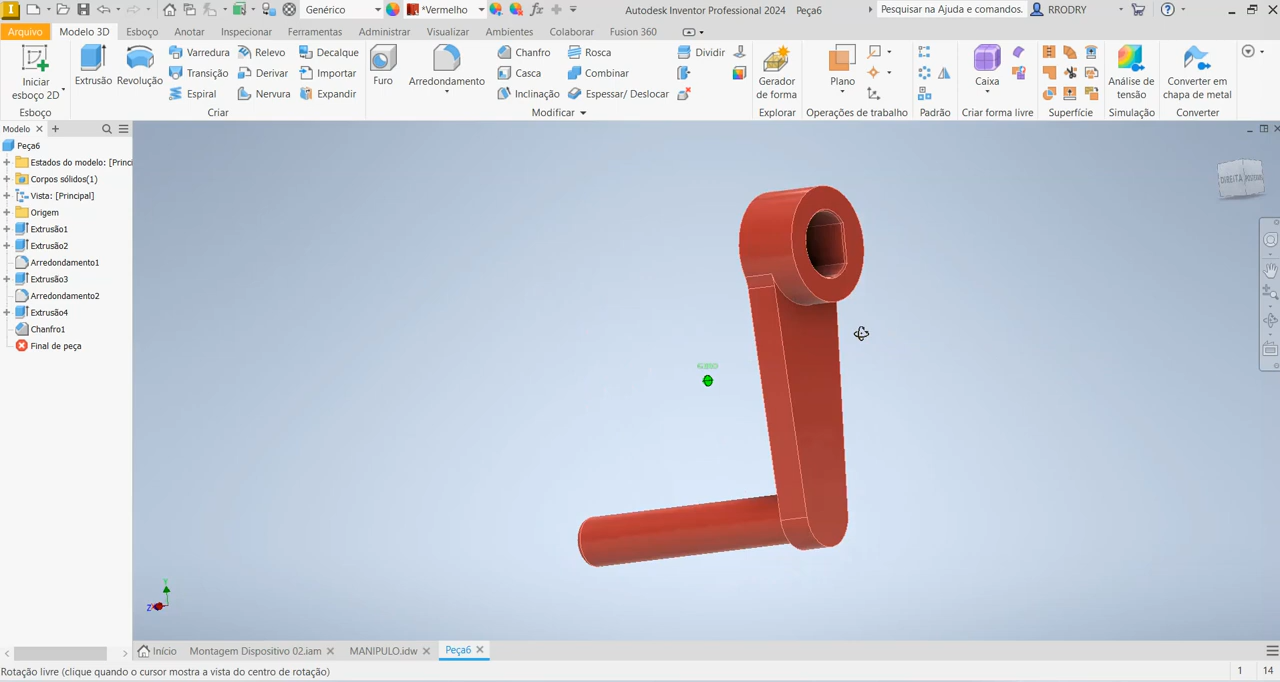 Genérico
*Vermelho
Autodesk Inventor Professional 2024 Peça6
Pesquisar na Ajuda e comandos.
RRODRY
Arquivo Modelo 3D Esboço Anotar Inspecionar Ferramentas Administrar Visualizar Ambientes Colaborar Fusion 360
Iniciar
esboço 2D
Esboço
Extrusão
Revolução
Varredura
Relevo
Decalque
Transição
Derivar
Importar
Espiral
Nervura
Expandir
Criar
Furo
Arredondamento
Chanfro
Rosca
Dividir
Casca
Combinar
Inclinação
Espessar/ Deslocar
Modificar
Gerador
de forma
Explorar
Plano
Operações de trabalho
Padrão
Caixa
Criar forma livre
Superfície
Análise de
tensão
Simulação
Converter em
chapa de metal
Converter
Modelo
Peça6
Estados do modelo: [Princ
Corpos sólidos(1)
Vista: [Principal]
Origem
Extrusão1
Extrusão2
Arredondamento1
Extrusão3
Arredondamento2
Extrusão4
Chanfro1
Final de peça
DIREITA
Y
Z
Início
Montagem Dispositivo 02.iam
MANIPULO.idw
Peça6
Rotação livre (clique quando o cursor mostra a vista do centro de rotação)
1
14